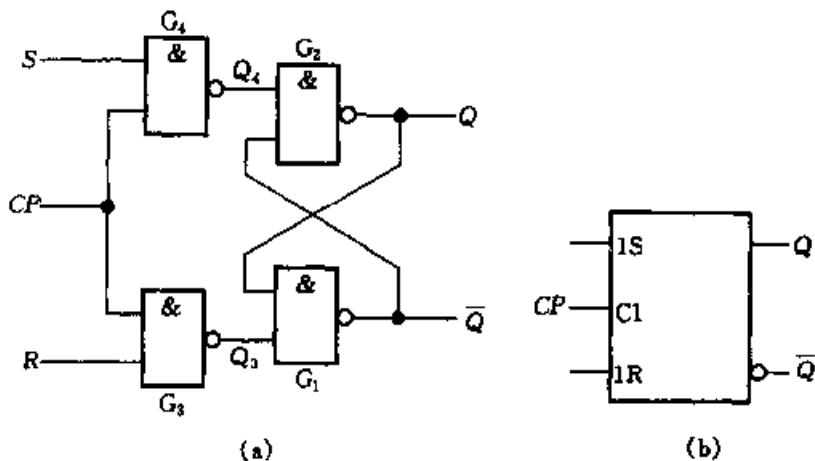 G₄
S
&
Q₄
G₂
&
Q
CP
&
Q̅
R
&
Q₃
G₁
G₃
(a)
1S
Q
CP
C1
1R
Q̅
(b)